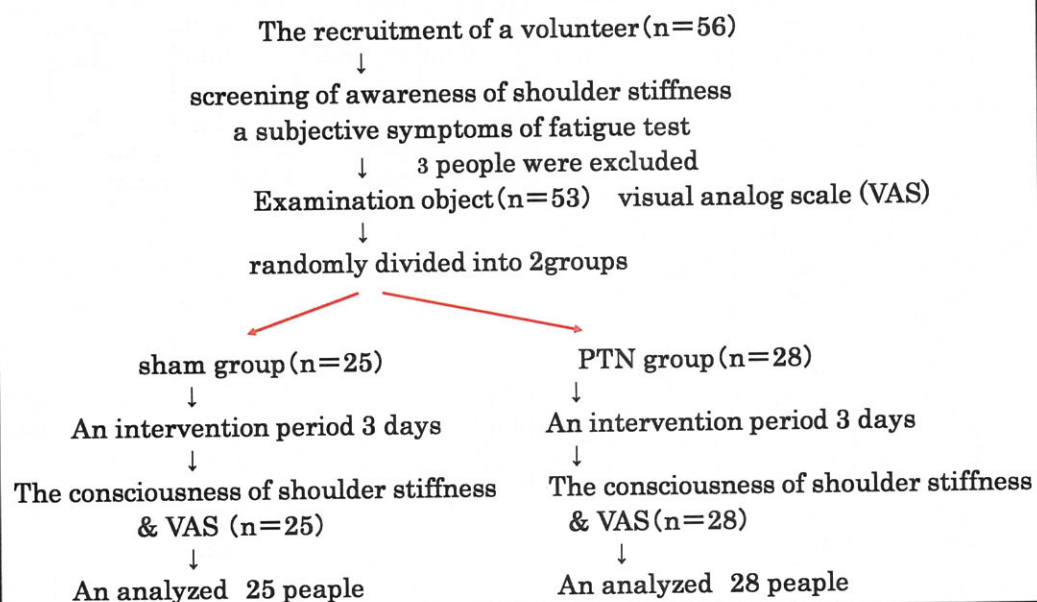 The recruitment of a volunteer(n=56)
↓
screening of awareness of shoulder stiffness
a subjective symptoms of fatigue test
↓ 3 people were excluded
Examination object(n=53) visual analog scale (VAS)
↓
randomly divided into 2groups
sham group(n=25)
↓
An intervention period 3 days
↓
The consciousness of shoulder stiffness
& VAS (n=25)
↓
An analyzed 25 peaple
PTN group(n=28)
↓
An intervention period 3 days
↓
The consciousness of shoulder stiffness
& VAS(n=28)
↓
An analyzed 28 peaple